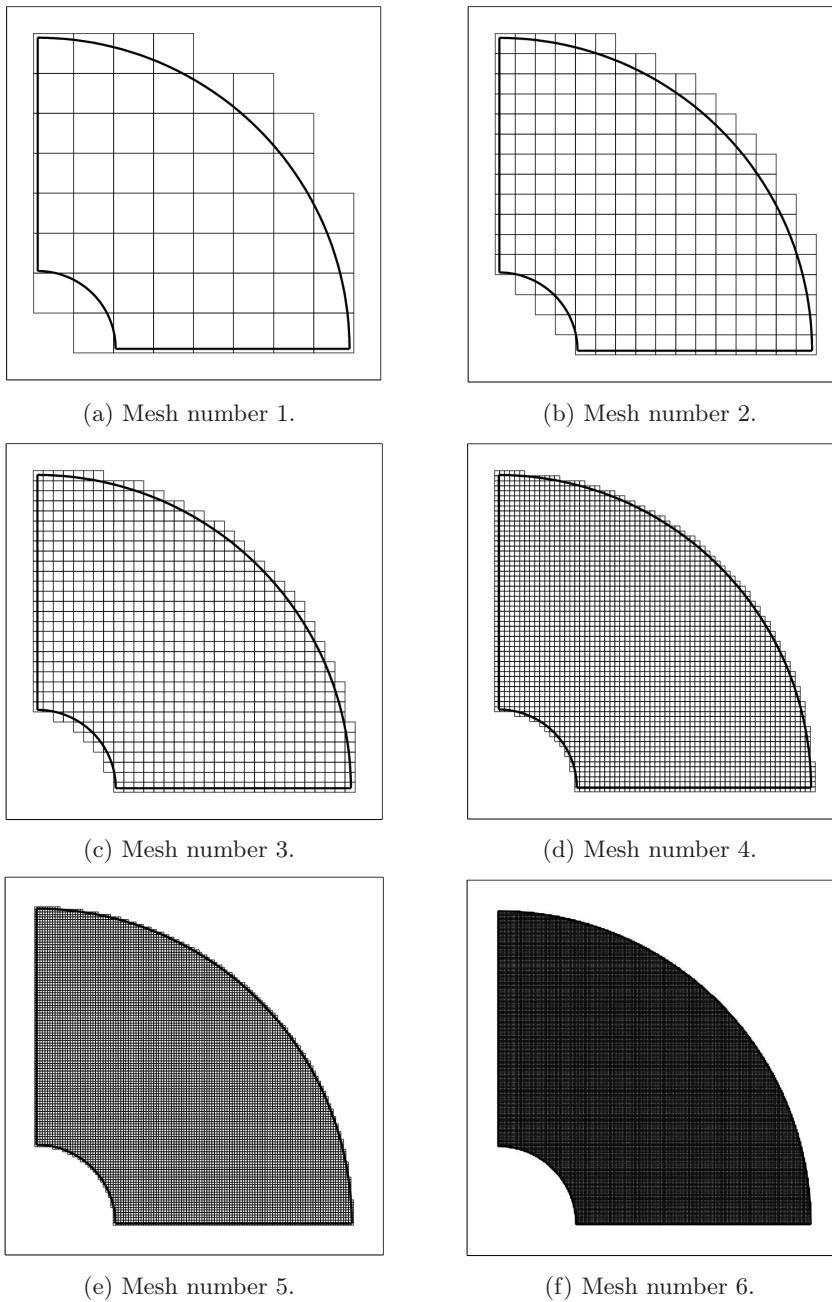 (a) Mesh number 1.
(b) Mesh number 2.
(c) Mesh number 3.
(d) Mesh number 4.
(e) Mesh number 5.
(f) Mesh number 6.